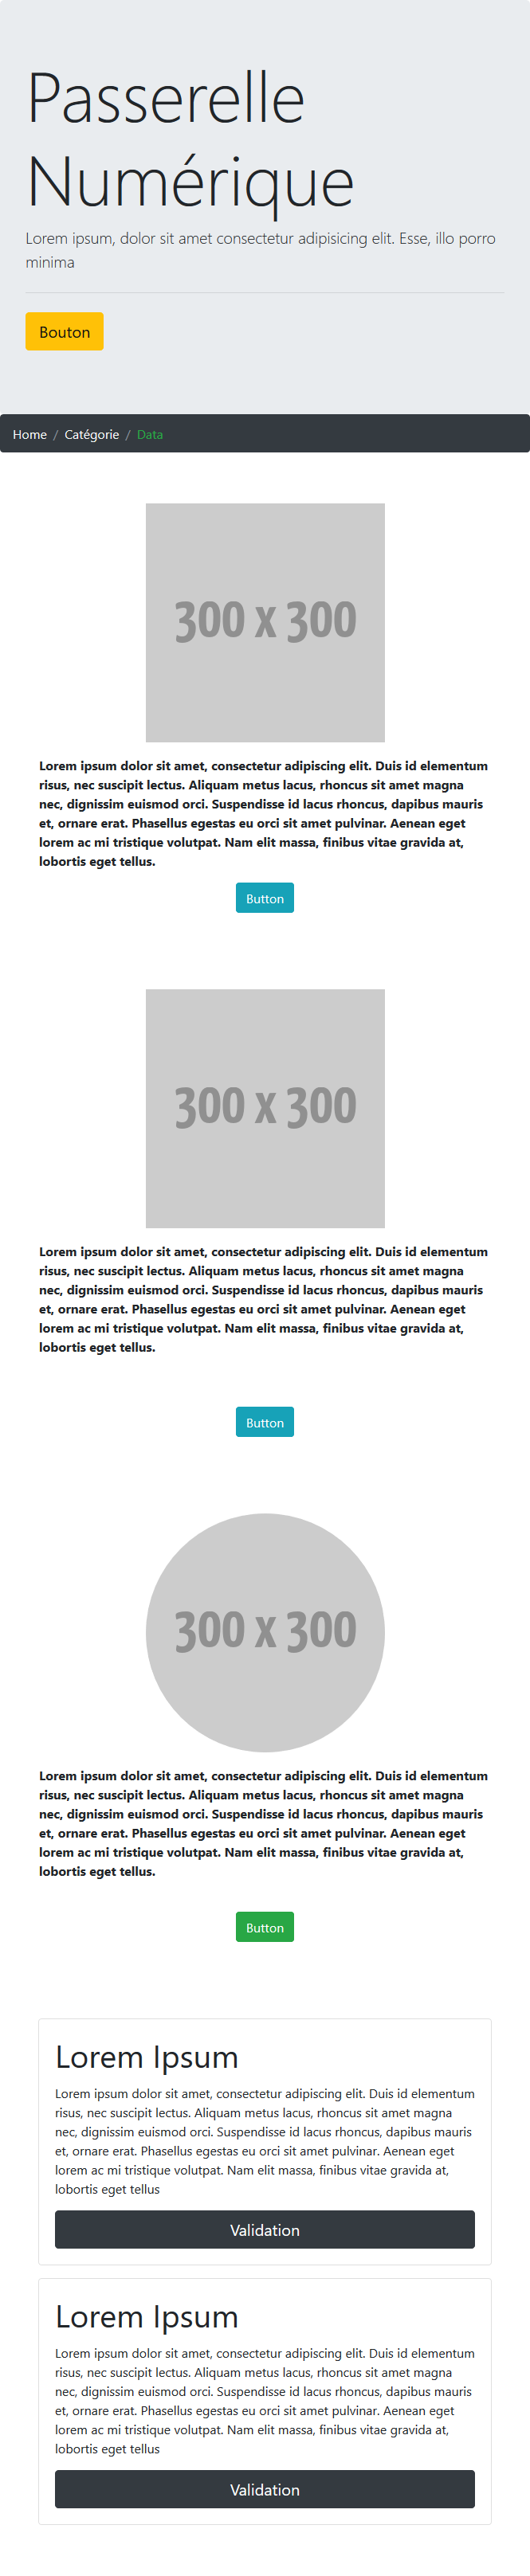 Passerelle
Numérique
Lorem ipsum, dolor sit amet consectetur adipisicing elit. Esse, illo porro
minima
Bouton
Home / Catégorie / Data
300 x 300
Lorem ipsum dolor sit amet, consectetur adipiscing elit. Duis id elementum
risus, nec suscipit lectus. Aliquam metus lacus, rhoncus sit amet magna
nec, dignissim euismod orci. Suspendisse id lacus rhoncus, dapibus mauris
et, ornare erat. Phasellus egestas eu orci sit amet pulvinar. Aenean eget
lorem ac mi tristique volutpat. Nam elit massa, finibus vitae gravida at,
lobortis eget tellus.
Button
300 x 300
Lorem ipsum dolor sit amet, consectetur adipiscing elit. Duis id elementum
risus, nec suscipit lectus. Aliquam metus lacus, rhoncus sit amet magna
nec, dignissim euismod orci. Suspendisse id lacus rhoncus, dapibus mauris
et, ornare erat. Phasellus egestas eu orci sit amet pulvinar. Aenean eget
lorem ac mi tristique volutpat. Nam elit massa, finibus vitae gravida at,
lobortis eget tellus.
Button
300 x 300
Lorem ipsum dolor sit amet, consectetur adipiscing elit. Duis id elementum
risus, nec suscipit lectus. Aliquam metus lacus, rhoncus sit amet magna
nec, dignissim euismod orci. Suspendisse id lacus rhoncus, dapibus mauris
et, ornare erat. Phasellus egestas eu orci sit amet pulvinar. Aenean eget
lorem ac mi tristique volutpat. Nam elit massa, finibus vitae gravida at,
lobortis eget tellus.
Button
Lorem Ipsum
Lorem ipsum dolor sit amet, consectetur adipiscing elit. Duis id elementum
risus, nec suscipit lectus. Aliquam metus lacus, rhoncus sit amet magna
nec, dignissim euismod orci. Suspendisse id lacus rhoncus, dapibus mauris
et, ornare erat. Phasellus egestas eu orci sit amet pulvinar. Aenean eget
lorem ac mi tristique volutpat. Nam elit massa, finibus vitae gravida at,
lobortis eget tellus
Validation
Lorem Ipsum
Lorem ipsum dolor sit amet, consectetur adipiscing elit. Duis id elementum
risus, nec suscipit lectus. Aliquam metus lacus, rhoncus sit amet magna
nec, dignissim euismod orci. Suspendisse id lacus rhoncus, dapibus mauris
et, ornare erat. Phasellus egestas eu orci sit amet pulvinar. Aenean eget
lorem ac mi tristique volutpat. Nam elit massa, finibus vitae gravida at,
lobortis eget tellus
Validation